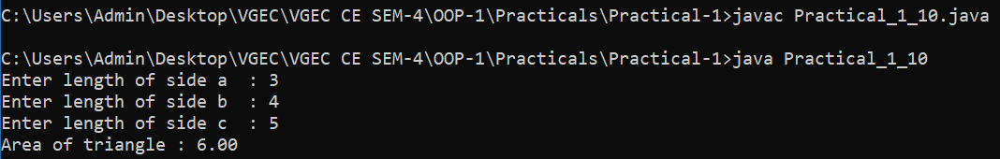 C:\Users\Admin\Desktop\VGEC\VGEC CE SEM-4\OOP-1\Practicals\Practical-1>javac Practical_1_10.java
C:\Users\Admin\Desktop\VGEC\VGEC CE SEM-4\OOP-1\Practicals\Practical-1>java Practical_1_10
Enter length of side a  : 3
Enter length of side b  : 4
Enter length of side c  : 5
Area of triangle : 6.00